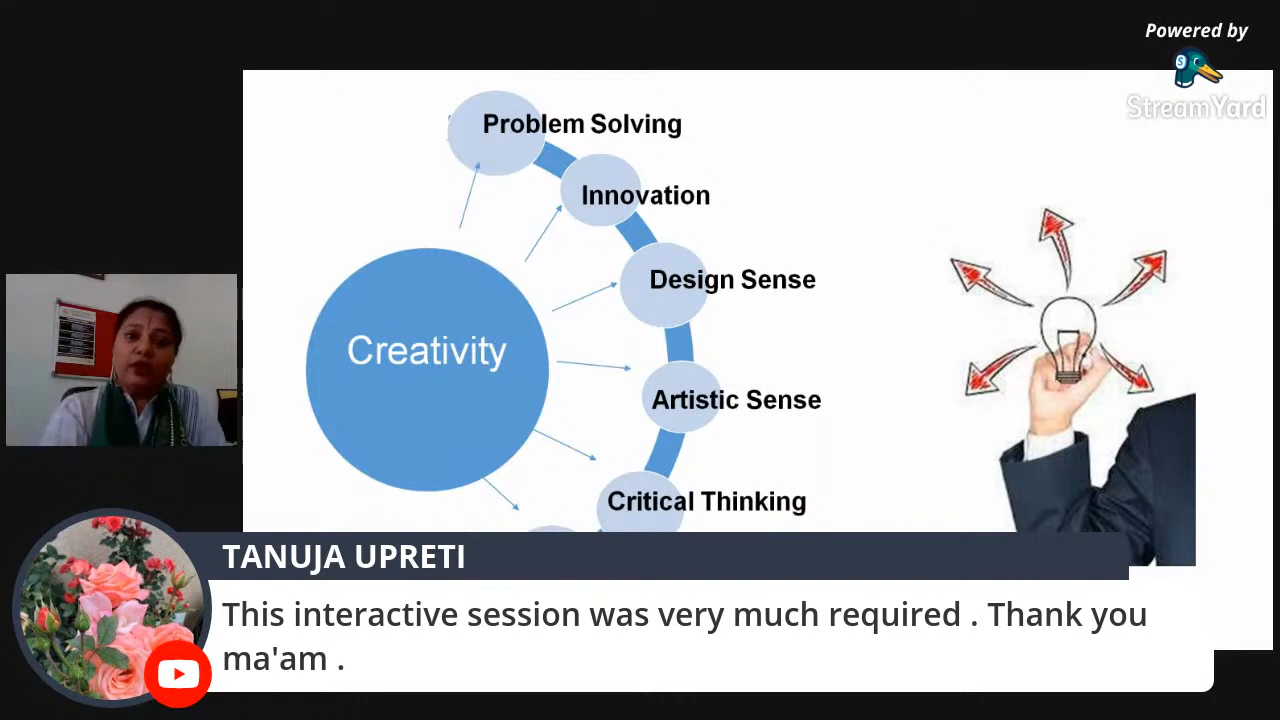 Powered by
StreamYard
Problem Solving
Innovation
Design Sense
Creativity
Artistic Sense
Critical Thinking
TANUJA UPRETI
This interactive session was very much required . Thank you
ma'am .